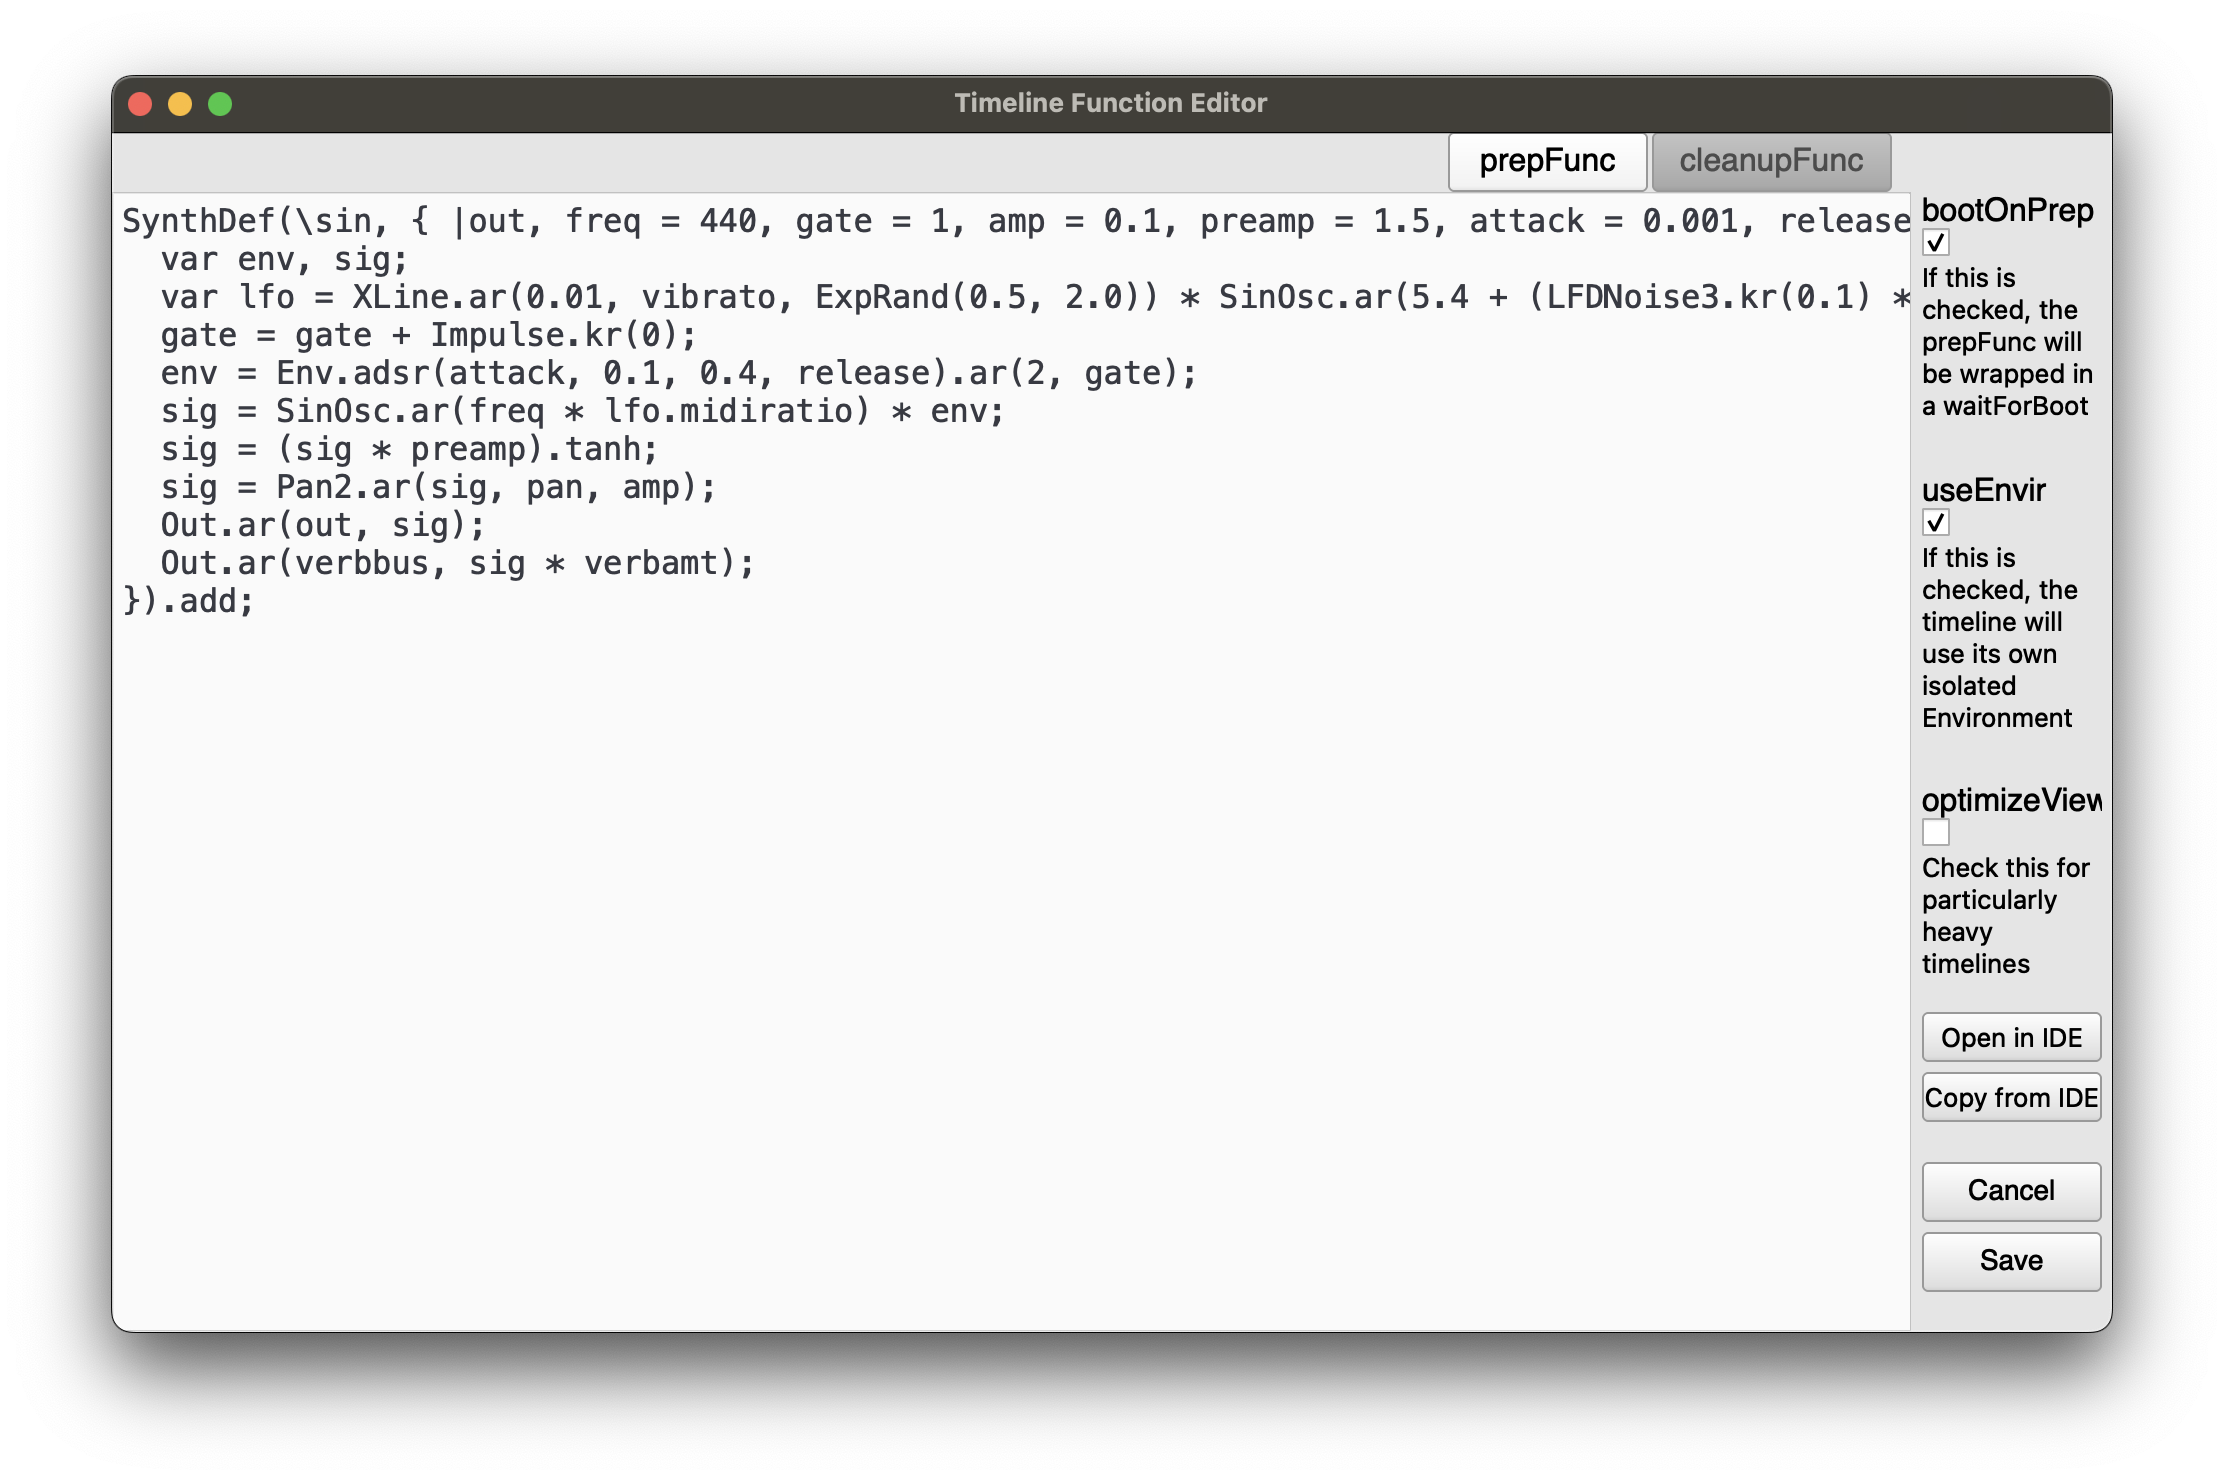 Timeline Function Editor
prepFunc
cleanupFunc
SynthDef(\sin, { |out, freq = 440, gate = 1, amp = 0.1, preamp = 1.5, attack = 0.001, release
var env, sig;
var lfo = XLine.ar(0.01, vibrato, ExpRand(0.5, 2.0)) * SinOsc.ar(5.4 + (LFDNoise3.kr(0.1) *
gate = gate + Impulse.kr(0);
env = Env.adsr(attack, 0.1, 0.4, release).ar(2, gate);
sig = SinOsc.ar(freq * lfo.midiratio) * env;
sig = (sig * preamp).tanh;
sig = Pan2.ar(sig, pan, amp);
Out.ar(out, sig);
Out.ar(verbbus, sig * verbamt);
}).add;
bootOnPrep
If this is
checked, the
prepFunc will
be wrapped in
a waitForBoot
useEnvir
If this is
checked, the
timeline will
use its own
isolated
Environment
optimizeView
Check this for
particularly
heavy
timelines
Open in IDE
Copy from IDE
Cancel
Save